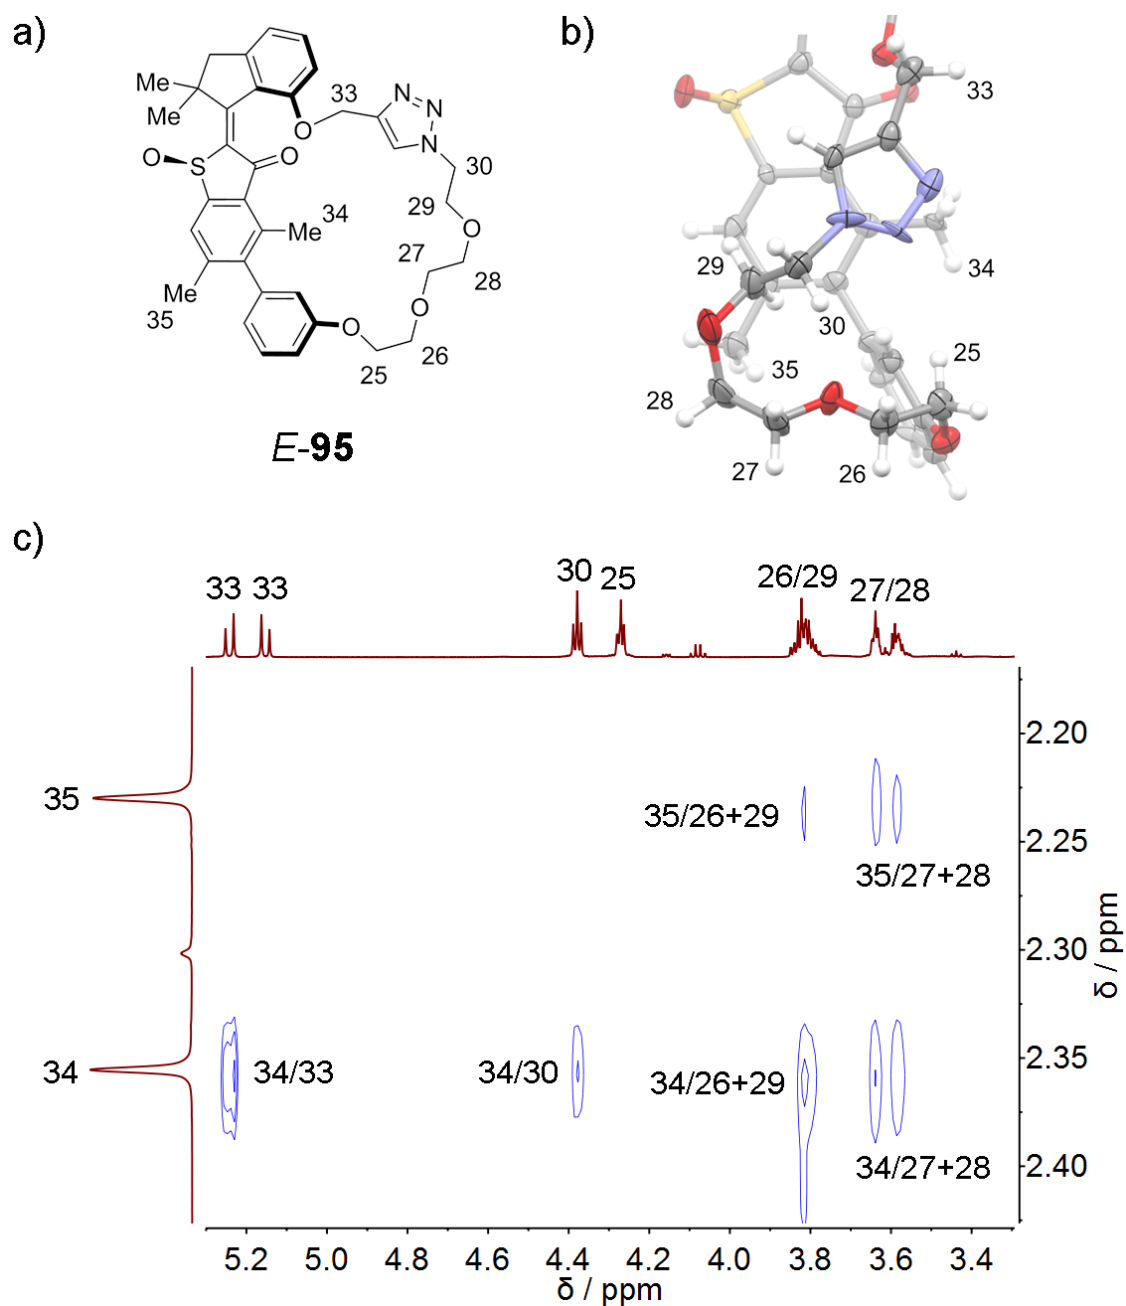 a)
b)
Me
Me
33
N
N
N
O
O
S
O
30
29
Me
34
O
27
28
Me
35
O
O
26
25
E-95
33
34
29
30
35
25
28
27
26
c)
33
33
30
25
26/29
27/28
35
34
35/26+29
35/27+28
34/33
34/30
34/26+29
34/27+28
2.20
2.25
2.30
2.35
2.40
δ / ppm
5.2
5.0
4.8
4.6
4.4
4.2
4.0
3.8
3.6
3.4
δ / ppm